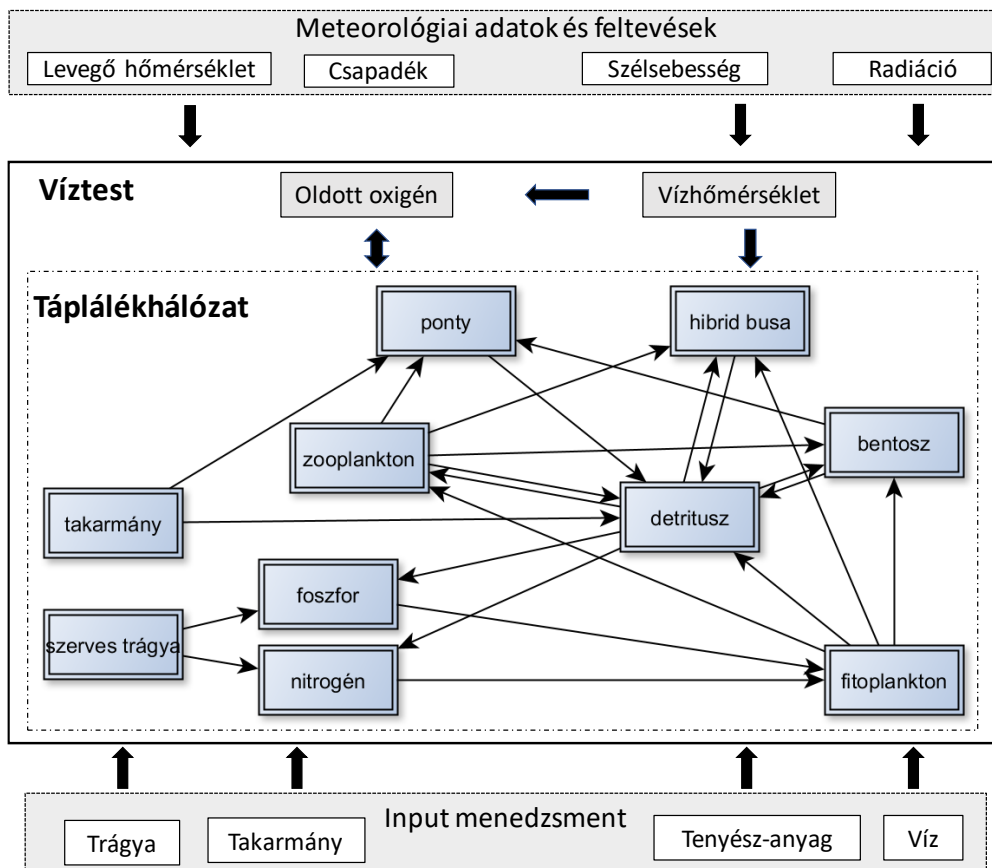 Meteorológiai adatok és feltevések
Levegő hőmérséklet
Csapadék
Szélsebesség
Radiáció
Víztest
Oldott oxigén
Vízhőmérséklet
Táplálékhálózat
ponty
hibrid busa
zooplankton
bentosz
takarmány
detritusz
foszfor
szerves trágya
nitrogén
fitoplankton
Input menedzsment
Trágya
Takarmány
Tenyész-anyag
Víz